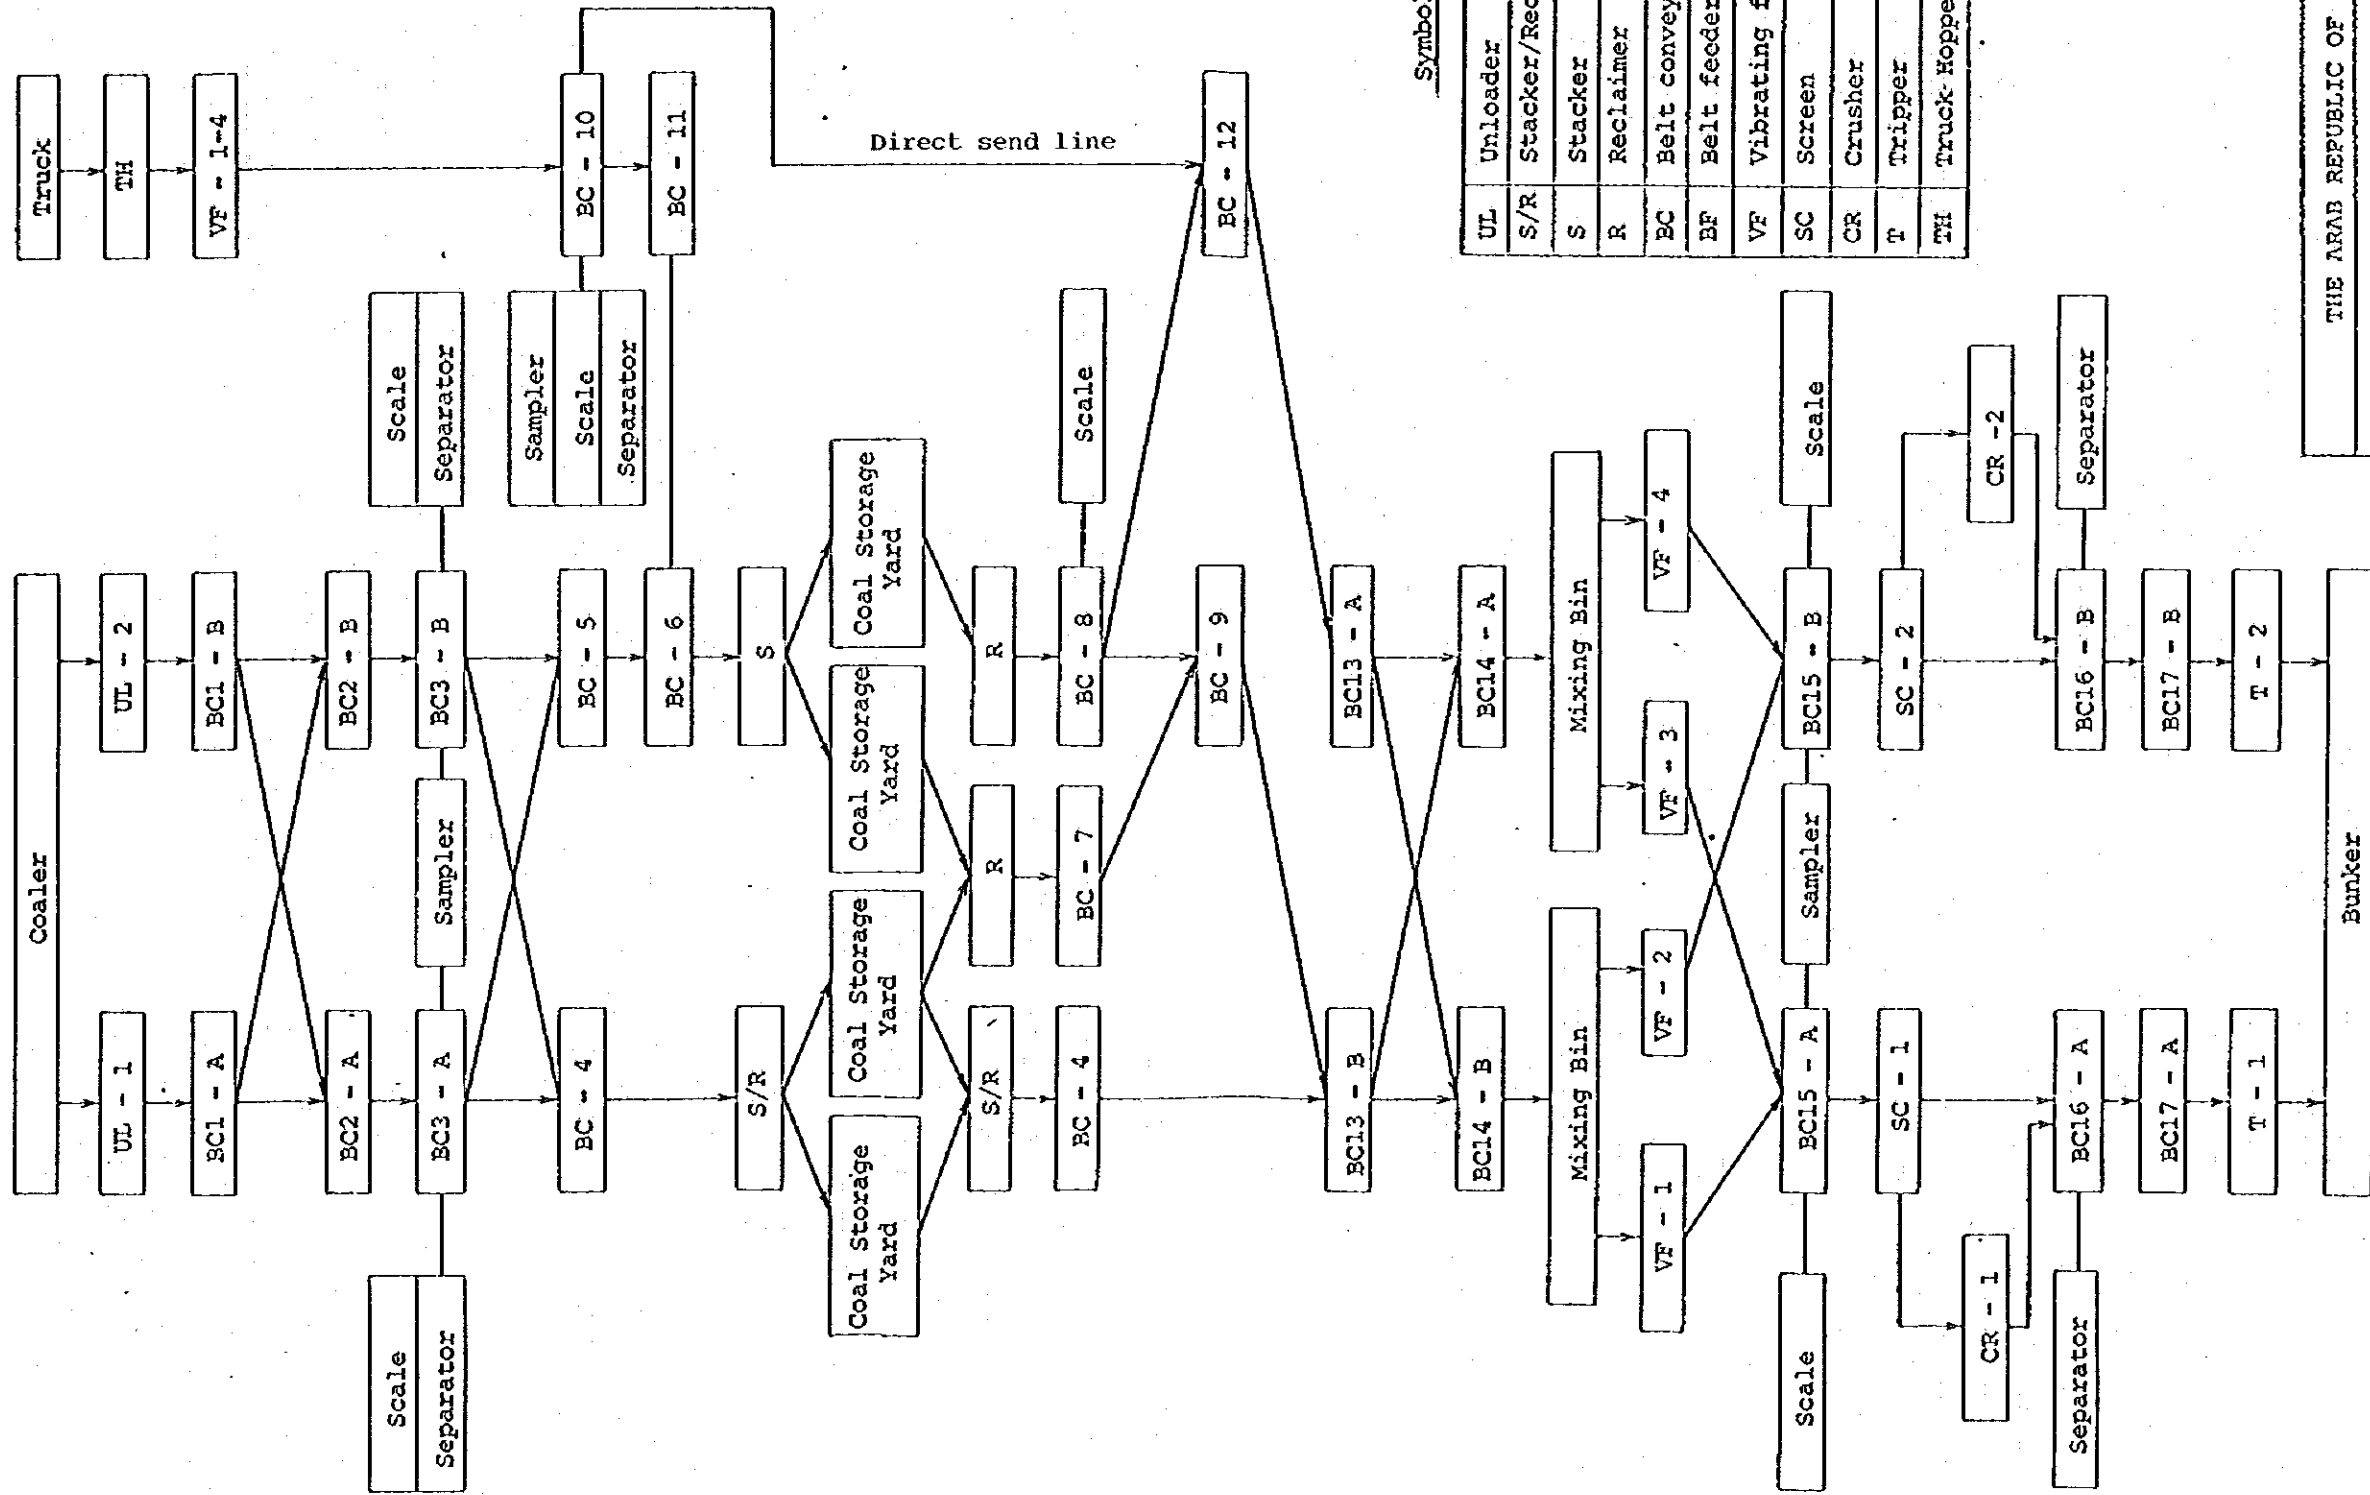 Coaler
Truck
UL - 1
UL - 2
TH
BC1 - A
BC1 - B
VF - 1-4
BC2 - A
BC2 - B
Scale
Separator
BC3 - A
Sampler
BC3 - B
Scale
Separator
BC - 4
BC - 5
Sampler
Scale
Separator
BC - 10
BC - 6
BC - 11
S/R
S
Coal Storage
Yard
Coal Storage
Yard
Coal Storage
Yard
Coal Storage
Yard
Direct send line
S/R
R
R
BC - 4
BC - 7
BC - 8
Scale
BC - 9
BC - 12
BC13 - B
BC13 - A
BC14 - B
BC14 - A
Mixing Bin
Mixing Bin
VF - 1
VF - 2
VF - 3
VF - 4
Scale
BC15 - A
Sampler
BC15 - B
Scale
SC - 1
SC - 2
CR - 1
CR -2
Separator
BC16 - A
BC16 - B
Separator
BC17 - A
BC17 - B
T - 1
T - 2
Bunker
UL Unloader
S/R
S Stacker
R Reclaimer
BC Belt
BF Belt feeder
VF Vibrating
SC Screen
CR Crusher
T Tripper
TH
THE ARAB REPUBLIC OF